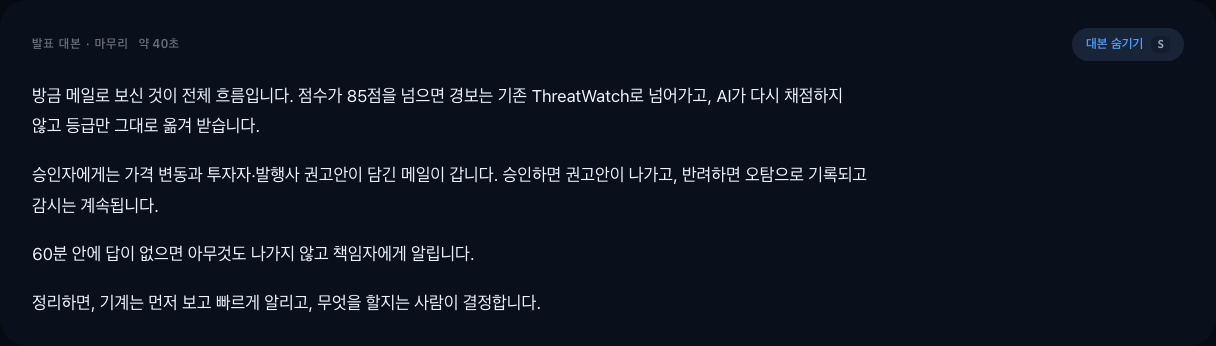 발표 대본 · 마무리 약 40초
대본 숨기기 S
방금 메일로 보신 것이 전체 흐름입니다. 점수가 85점을 넘으면 경보는 기존 ThreatWatch로 넘어가고, AI가 다시 채점하지
않고 등급만 그대로 옮겨 받습니다.
승인자에게는 가격 변동과 투자자·발행사 권고안이 담긴 메일이 갑니다. 승인하면 권고안이 나가고, 반려하면 오탐으로 기록되고
감시는 계속됩니다.
60분 안에 답이 없으면 아무것도 나가지 않고 책임자에게 알립니다.
정리하면, 기계는 먼저 보고 빠르게 알리고, 무엇을 할지는 사람이 결정합니다.